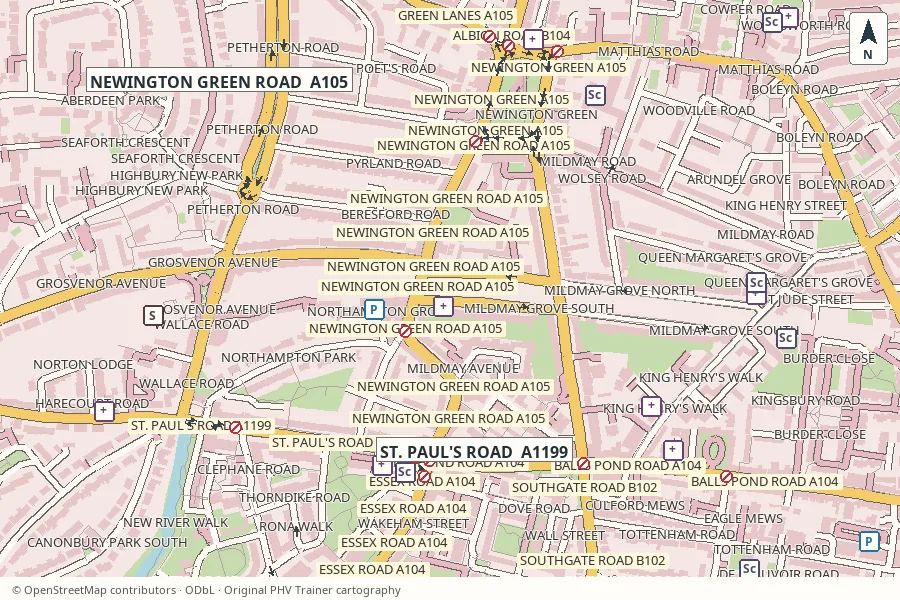 GREEN LANES A105
COWPER ROAD
ALBION ROAD B104
PETHERTON ROAD
MATTHIAS ROAD
POET'S ROAD
NEWINGTON GREEN A105
MATTHIAS ROAD
N
NEWINGTON GREEN ROAD A105
BOLEYN ROAD
ABERDEEN PARK
NEWINGTON GREEN A105
Sc
Sc
WOODVILLE ROAD
NEWINGTON GREEN
PETHERTON ROAD
NEWINGTON GREEN A105
BOLEYN ROAD
SEAFORTH CRESCENT
NEWINGTON GREEN ROAD A105
SEAFORTH CRESCENT
PYRLAND ROAD
MILDMAY ROAD
HIGHBURY NEW PARK
WOLSEY ROAD
ARUNDEL GROVE
BOLEYN ROAD
HIGHBURY NEW PARK
NEWINGTON GREEN ROAD A105
KING HENRY STREET
PETHERTON ROAD
BERESFORD ROAD
NEWINGTON GREEN ROAD A105
MILDMAY ROAD
QUEEN MARGARET'S GROVE
GROSVENOR AVENUE
NEWINGTON GREEN ROAD A105
GROSVENOR AVENUE
NEWINGTON GREEN ROAD A105
MILDMAY GROVE NORTH
Sc
ST JUDE STREET
S
P
MILDMAY GROVE SOUTH
WALLACE ROAD
NEWINGTON GREEN ROAD A105
MILDMAY GROVE SOUTH
Sc
NORTON LODGE
NORTHAMPTON PARK
MILDMAY AVENUE
BURDER CLOSE
WALLACE ROAD
NEWINGTON GREEN ROAD A105
KING HENRY'S WALK
HARECOURT ROAD
KINGSBURY ROAD
KING HENRY'S WALK
NEWINGTON GREEN ROAD A105
ST. PAUL'S ROAD A1199
BURDER CLOSE
ST. PAUL'S ROAD
ST. PAUL'S ROAD A1199
CLEPHANE ROAD
Sc
BALLS POND ROAD A104
ESSEX ROAD A104
BALLS POND ROAD A104
SOUTHGATE ROAD B102
THORNDIKE ROAD
ESSEX ROAD A104
DOVE ROAD
CULFORD MEWS
NEW RIVER WALK
RONA WALK
WAKEHAM STREET
EAGLE MEWS
CANONBURY PARK SOUTH
ESSEX ROAD A104
WALL STREET
TOTTENHAM ROAD
P
TOTTENHAM ROAD
ESSEX ROAD A104
SOUTHGATE ROAD B102
Sc
© OpenStreetMap contributors · ODbL · Original PHV Trainer cartography